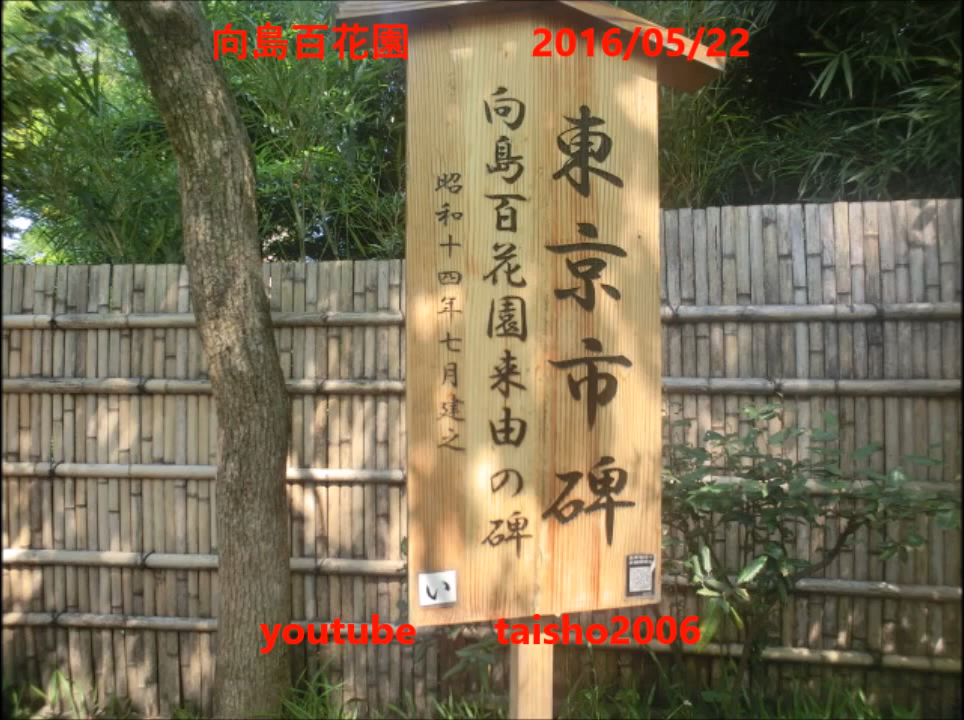 向島百花園 2016/05/22
東京市碑
向島百花園来由の碑
昭和十四年七月建之
い
youtube taisho2006